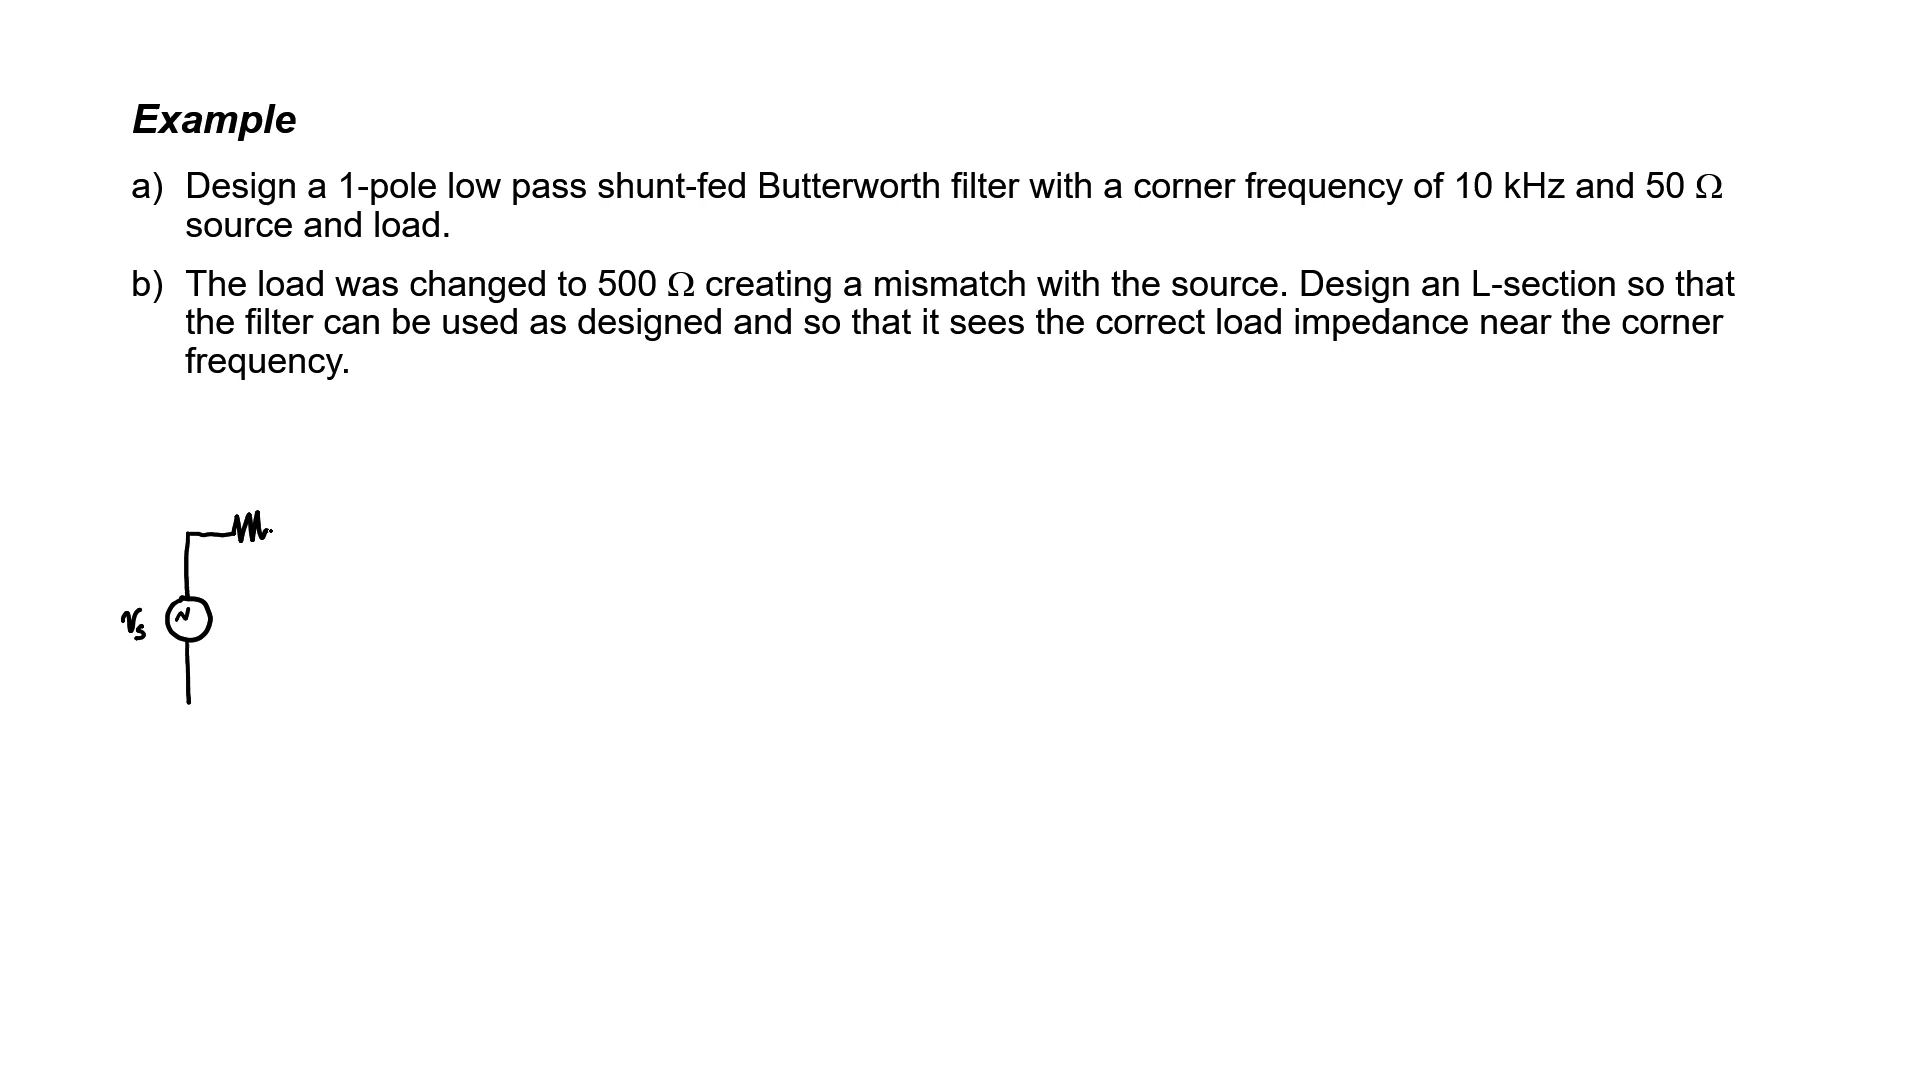 Example
a) Design a 1-pole low pass shunt-fed Butterworth filter with a corner frequency of 10 kHz and 50 Ω
source and load.
b) The load was changed to 500 Ω creating a mismatch with the source. Design an L-section so that
the filter can be used as designed and so that it sees the correct load impedance near the corner
frequency.
Vs